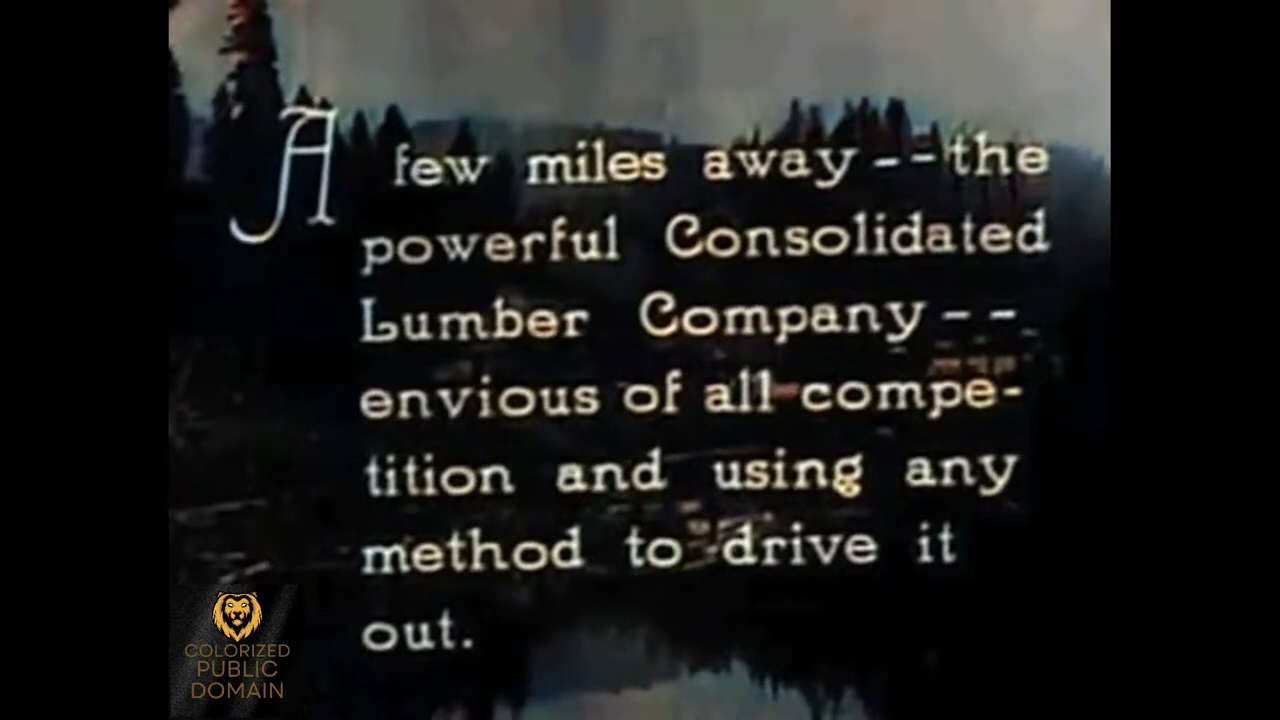 A few miles away -- the
powerful Consolidated
Lumber Company --
envious of all compe-
tition and using any
method to drive it
out.
COLORIZED
PUBLIC
DOMAIN